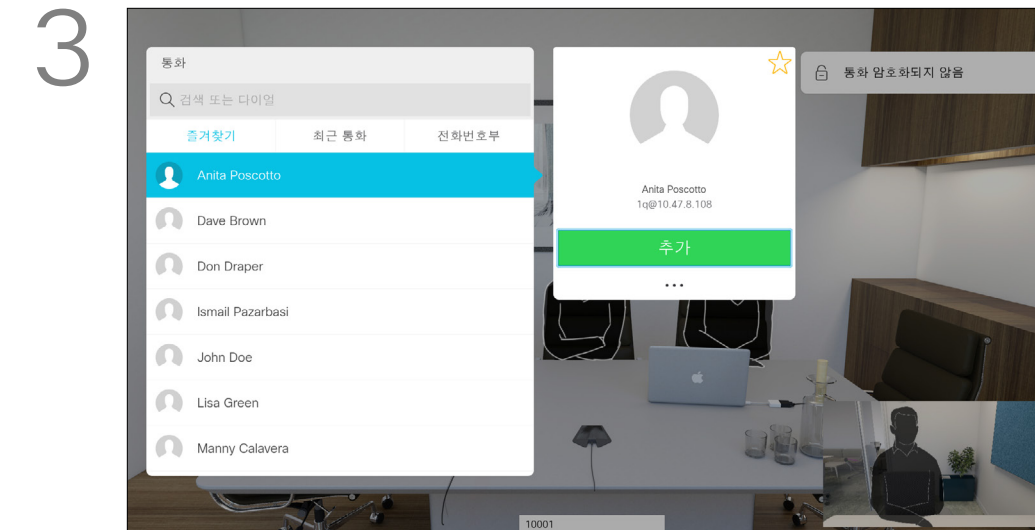 3
통화
검색 또는 다이얼
즐겨찾기 최근 통화 전화번호부
Anita Poscotto
Dave Brown
Don Draper
Ismail Pazarbasi
John Doe
Lisa Green
Manny Calavera
Anita Poscotto
1q@10.47.8.108
추가
...
통화 암호화되지 않음
10001